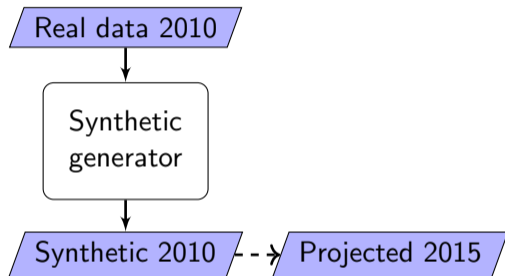 Real data 2010
Synthetic
generator
Synthetic 2010
Projected 2015